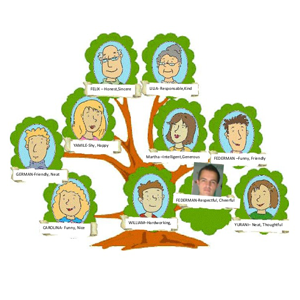 FELIX – Honest,Sincere
LILIA- Responsable,Kind
YAMILE-Shy, Happy
Martha –Intelligent,Generous
FEDERMAN –Funny, Friendly
GERMAN-Friendly, Neat
FEDERMAN-Respectful, Cheerful
CAROLINA- Funny, Nice
WILLIAM-Hardworking,
YURANI- Neat, Thoughtful